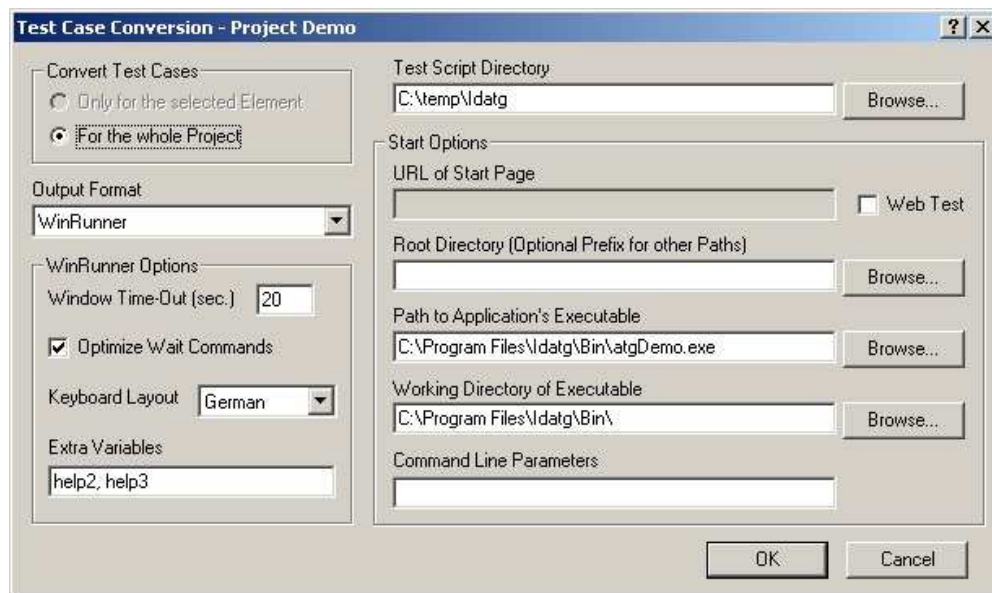 Test Case Conversion - Project Demo
Convert Test Cases
Only for the selected Element
For the whole Project
Output Format
WinRunner
WinRunner Options
Window Time-Out (sec.) 20
Optimize Wait Commands
Keyboard Layout German
Extra Variables
help2, help3
Test Script Directory
C:\temp\Idatg Browse...
Start Options
URL of Start Page
Web Test
Root Directory (Optional Prefix for other Paths)
Browse...
Path to Application's Executable
C:\Program Files\Idatg\Bin\atgDemo.exe Browse...
Working Directory of Executable
C:\Program Files\Idatg\Bin\ Browse...
Command Line Parameters
OK Cancel